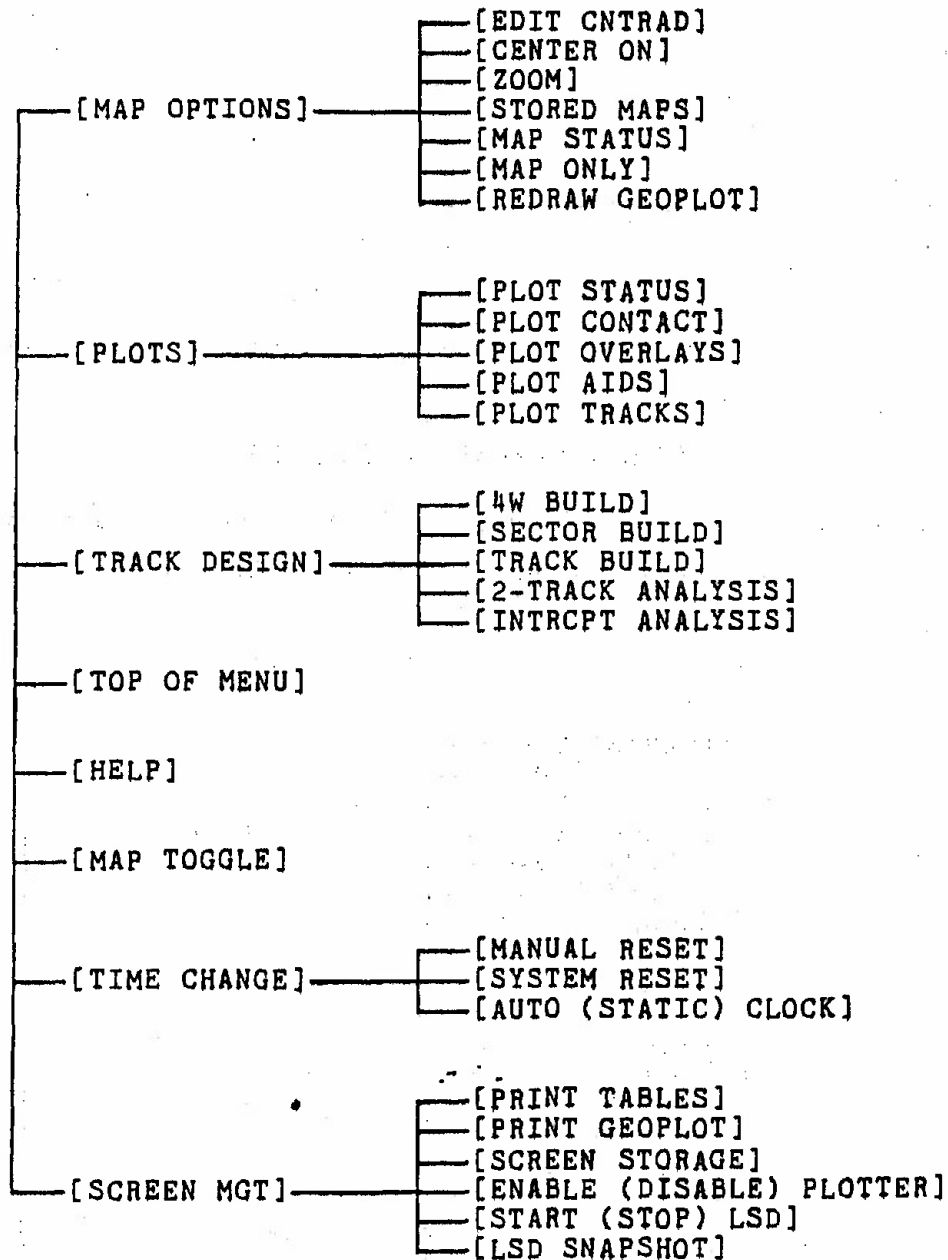 [EDIT CNTRAD]
[CENTER ON]
[ZOOM]
[MAP OPTIONS] [STORED MAPS]
[MAP STATUS]
[MAP ONLY]
[REDRAW GEOPLOT]
[PLOT STATUS]
[PLOT CONTACT]
[PLOTS] [PLOT OVERLAYS]
[PLOT AIDS]
[PLOT TRACKS]
[4W BUILD]
[SECTOR BUILD]
[TRACK DESIGN] [TRACK BUILD]
[2-TRACK ANALYSIS]
[INTRCPT ANALYSIS]
[TOP OF MENU]
[HELP]
[MAP TOGGLE]
[MANUAL RESET]
[TIME CHANGE] [SYSTEM RESET]
[AUTO (STATIC) CLOCK]
[PRINT TABLES]
[PRINT GEOPLOT]
[SCREEN STORAGE]
[SCREEN MGT] [ENABLE (DISABLE) PLOTTER]
[START (STOP) LSD]
[LSD SNAPSHOT]